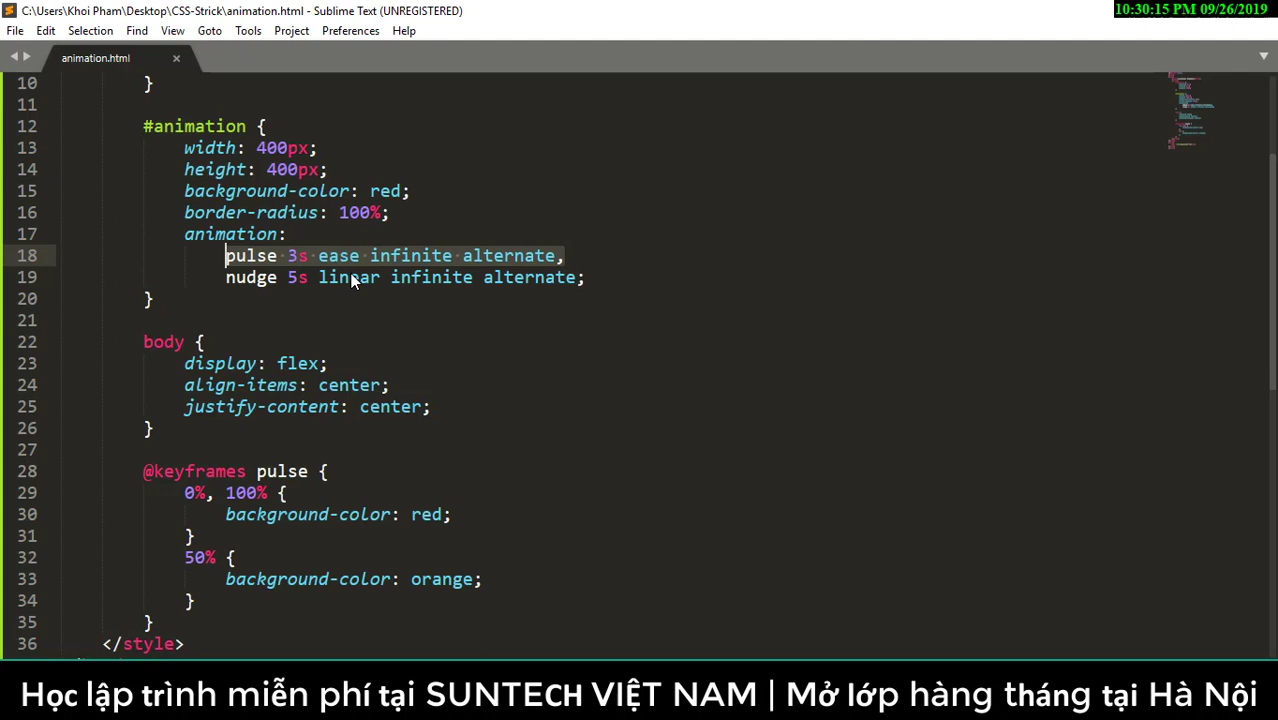 C:\Users\Khoi Pham\Desktop\CSS-Strick\animation.html - Sublime Text (UNREGISTERED)
10:30:15 PM 09/26/2019
File Edit Selection Find View Goto Tools Project Preferences Help
animation.html
10 }
11
12 #animation {
13 width: 400px;
14 height: 400px;
15 background-color: red;
16 border-radius: 100%;
17 animation:
18 pulse 3s ease infinite alternate,
19 nudge 5s linear infinite alternate;
20 }
21
22 body {
23 display: flex;
24 align-items: center;
25 justify-content: center;
26 }
27
28 @keyframes pulse {
29 0%, 100% {
30 background-color: red;
31 }
32 50% {
33 background-color: orange;
34 }
35 }
36 </style>
Học lập trình miễn phí tại SUNTECH VIỆT NAM | Mở lớp hàng tháng tại Hà Nội